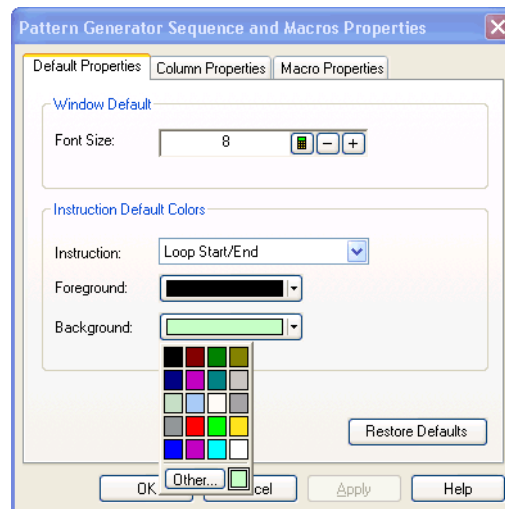 Pattern Generator Sequence and Macros Properties
Default Properties Column Properties Macro Properties
Window Default
Font Size: 8 - +
Instruction Default Colors
Instruction: Loop Start/End
Foreground:
Background:
Restore Defaults
Other...
OK cel Apply Help